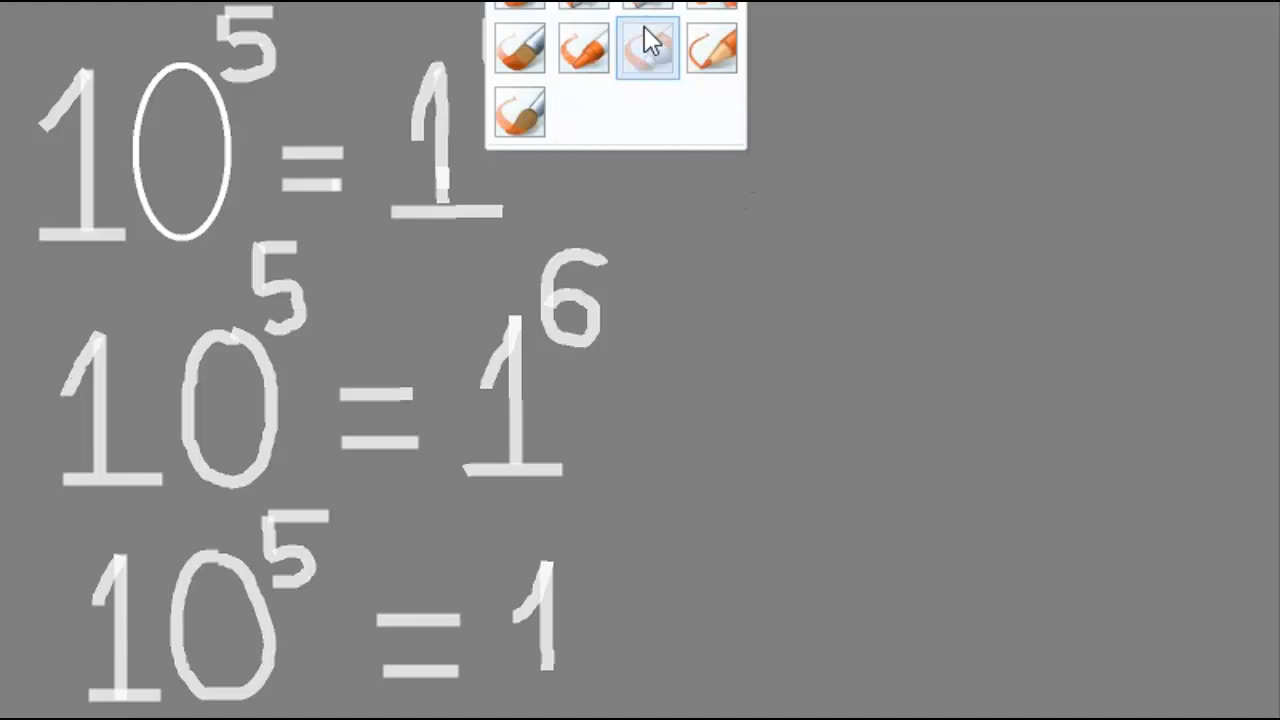 10⁵ = 1
10⁵ = 1⁶
10⁵ = 1